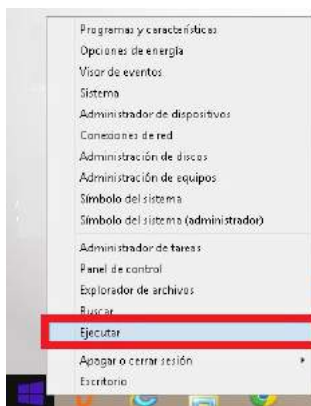 Programas y características
Opciones de energía
Visor de eventos
Sistema
Administrador de dispositivos
Conexiones de red
Administración de discos
Administración de equipos
Símbolo del sistema
Símbolo del sistema (administrador)
Administrador de tareas
Panel de control
Explorador de archivos
Buscar
Ejecutar
Apagar o cerrar sesión
Escritorio